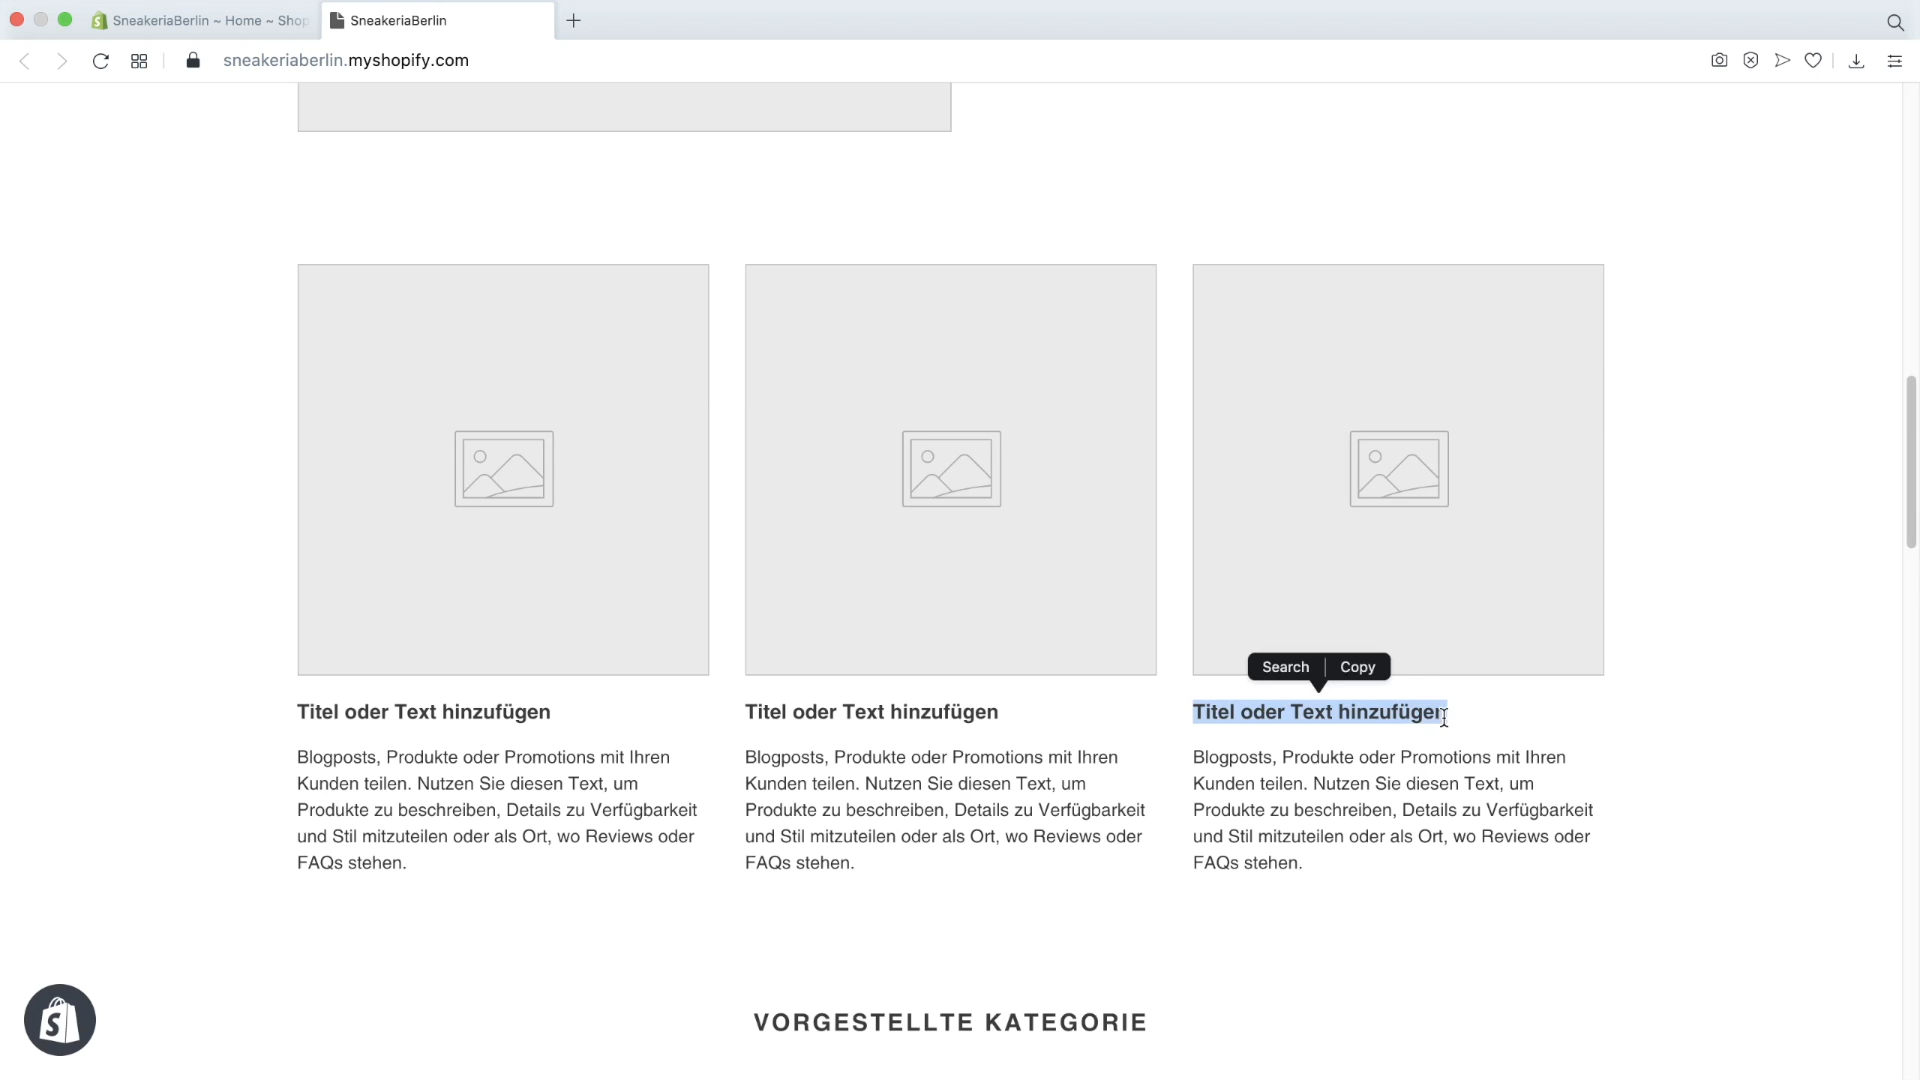 SneakeriaBerlin ~ Home ~ Shop
SneakeriaBerlin
sneakeriaberlin.myshopify.com
Search
Copy
Titel oder Text hinzufügen
Blogposts, Produkte oder Promotions mit Ihren
Kunden teilen. Nutzen Sie diesen Text, um
Produkte zu beschreiben, Details zu Verfügbarkeit
und Stil mitzuteilen oder als Ort, wo Reviews oder
FAQs stehen.
Titel oder Text hinzufügen
Blogposts, Produkte oder Promotions mit Ihren
Kunden teilen. Nutzen Sie diesen Text, um
Produkte zu beschreiben, Details zu Verfügbarkeit
und Stil mitzuteilen oder als Ort, wo Reviews oder
FAQs stehen.
Titel oder Text hinzufügen
Blogposts, Produkte oder Promotions mit Ihren
Kunden teilen. Nutzen Sie diesen Text, um
Produkte zu beschreiben, Details zu Verfügbarkeit
und Stil mitzuteilen oder als Ort, wo Reviews oder
FAQs stehen.
VORGESTELLTE KATEGORIE